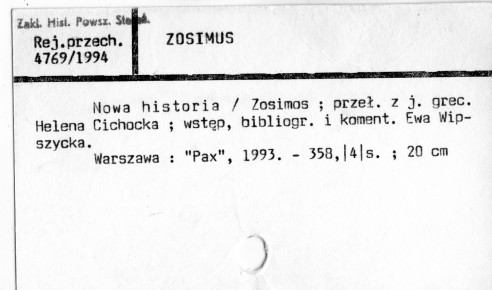 Zakł. Hist. Powsz. Staroż.
Rej.przech.
4769/1994
ZOSIMUS
Nowa historia / Zosimos ; przeł. z j. grec.
Helena Cichocka ; wstęp, bibliogr. i koment. Ewa Wip-
szycka.
Warszawa : "Pax", 1993. - 358,|4|s. ; 20 cm